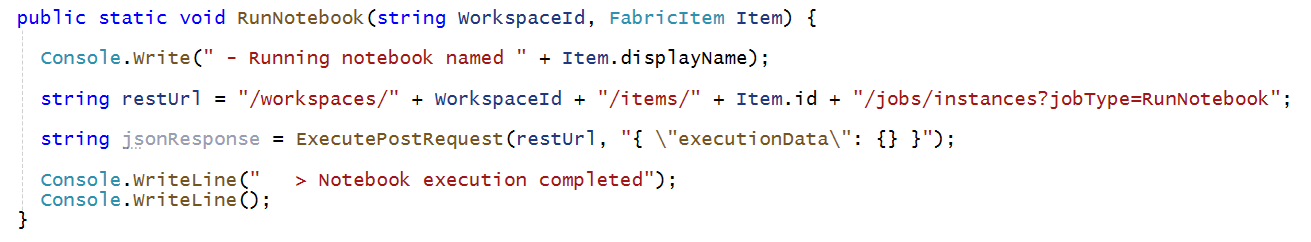 public static void RunNotebook(string WorkspaceId, FabricItem Item) {
Console.Write(" - Running notebook named " + Item.displayName);
string restUrl = "/workspaces/" + WorkspaceId + "/items/" + Item.id + "/jobs/instances?jobType=RunNotebook";
string jsonResponse = ExecutePostRequest(restUrl, "{ \"executionData\": {} }");
Console.WriteLine("   > Notebook execution completed");
Console.WriteLine();
}